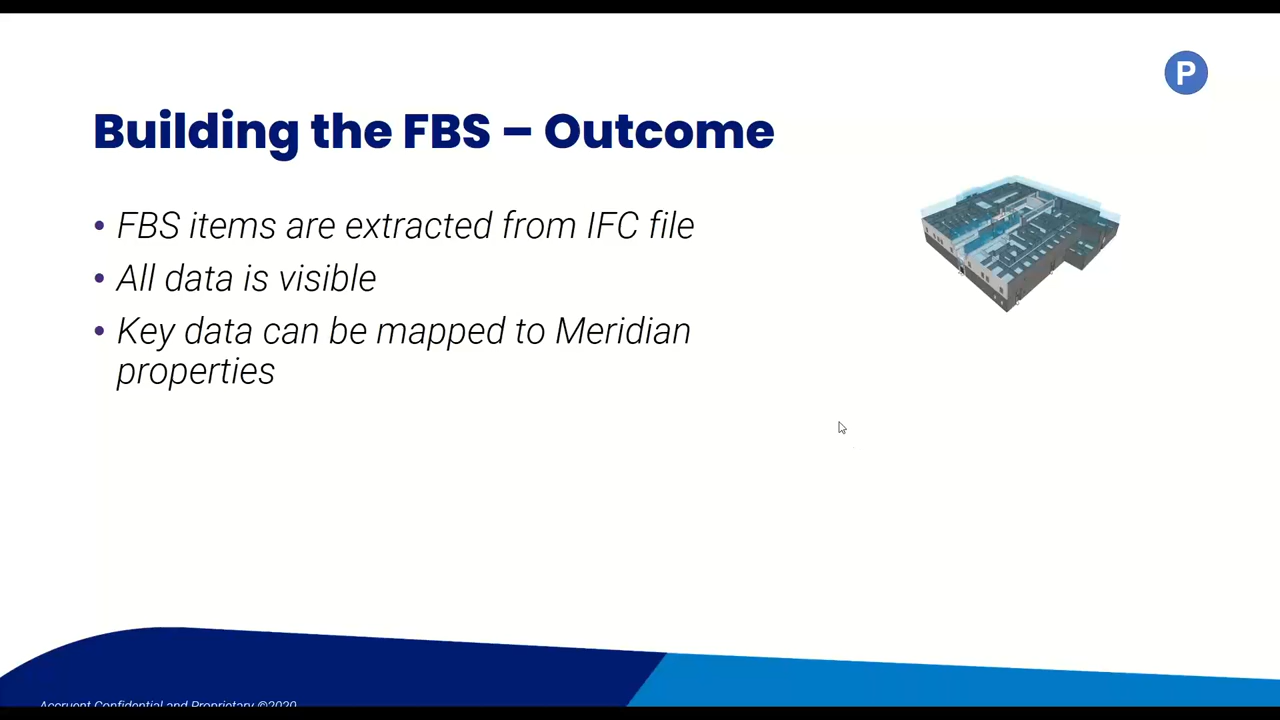 P
Building the FBS – Outcome
• FBS items are extracted from IFC file
• All data is visible
• Key data can be mapped to Meridian
properties
Accruent Confidential and Proprietary ©2020